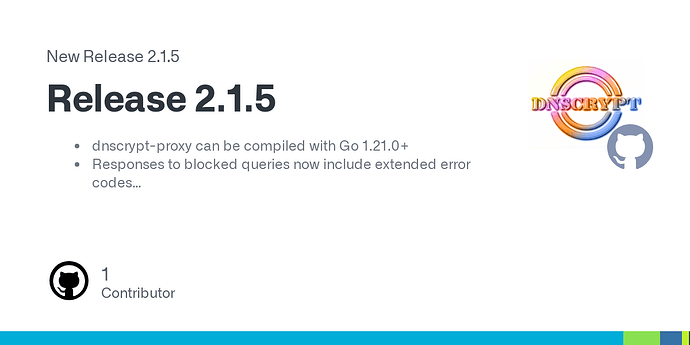 New Release 2.1.5
Release 2.1.5
DNSCRYPT
• dnscrypt-proxy can be compiled with Go 1.21.0+
• Responses to blocked queries now include extended error
codes...
1
Contributor